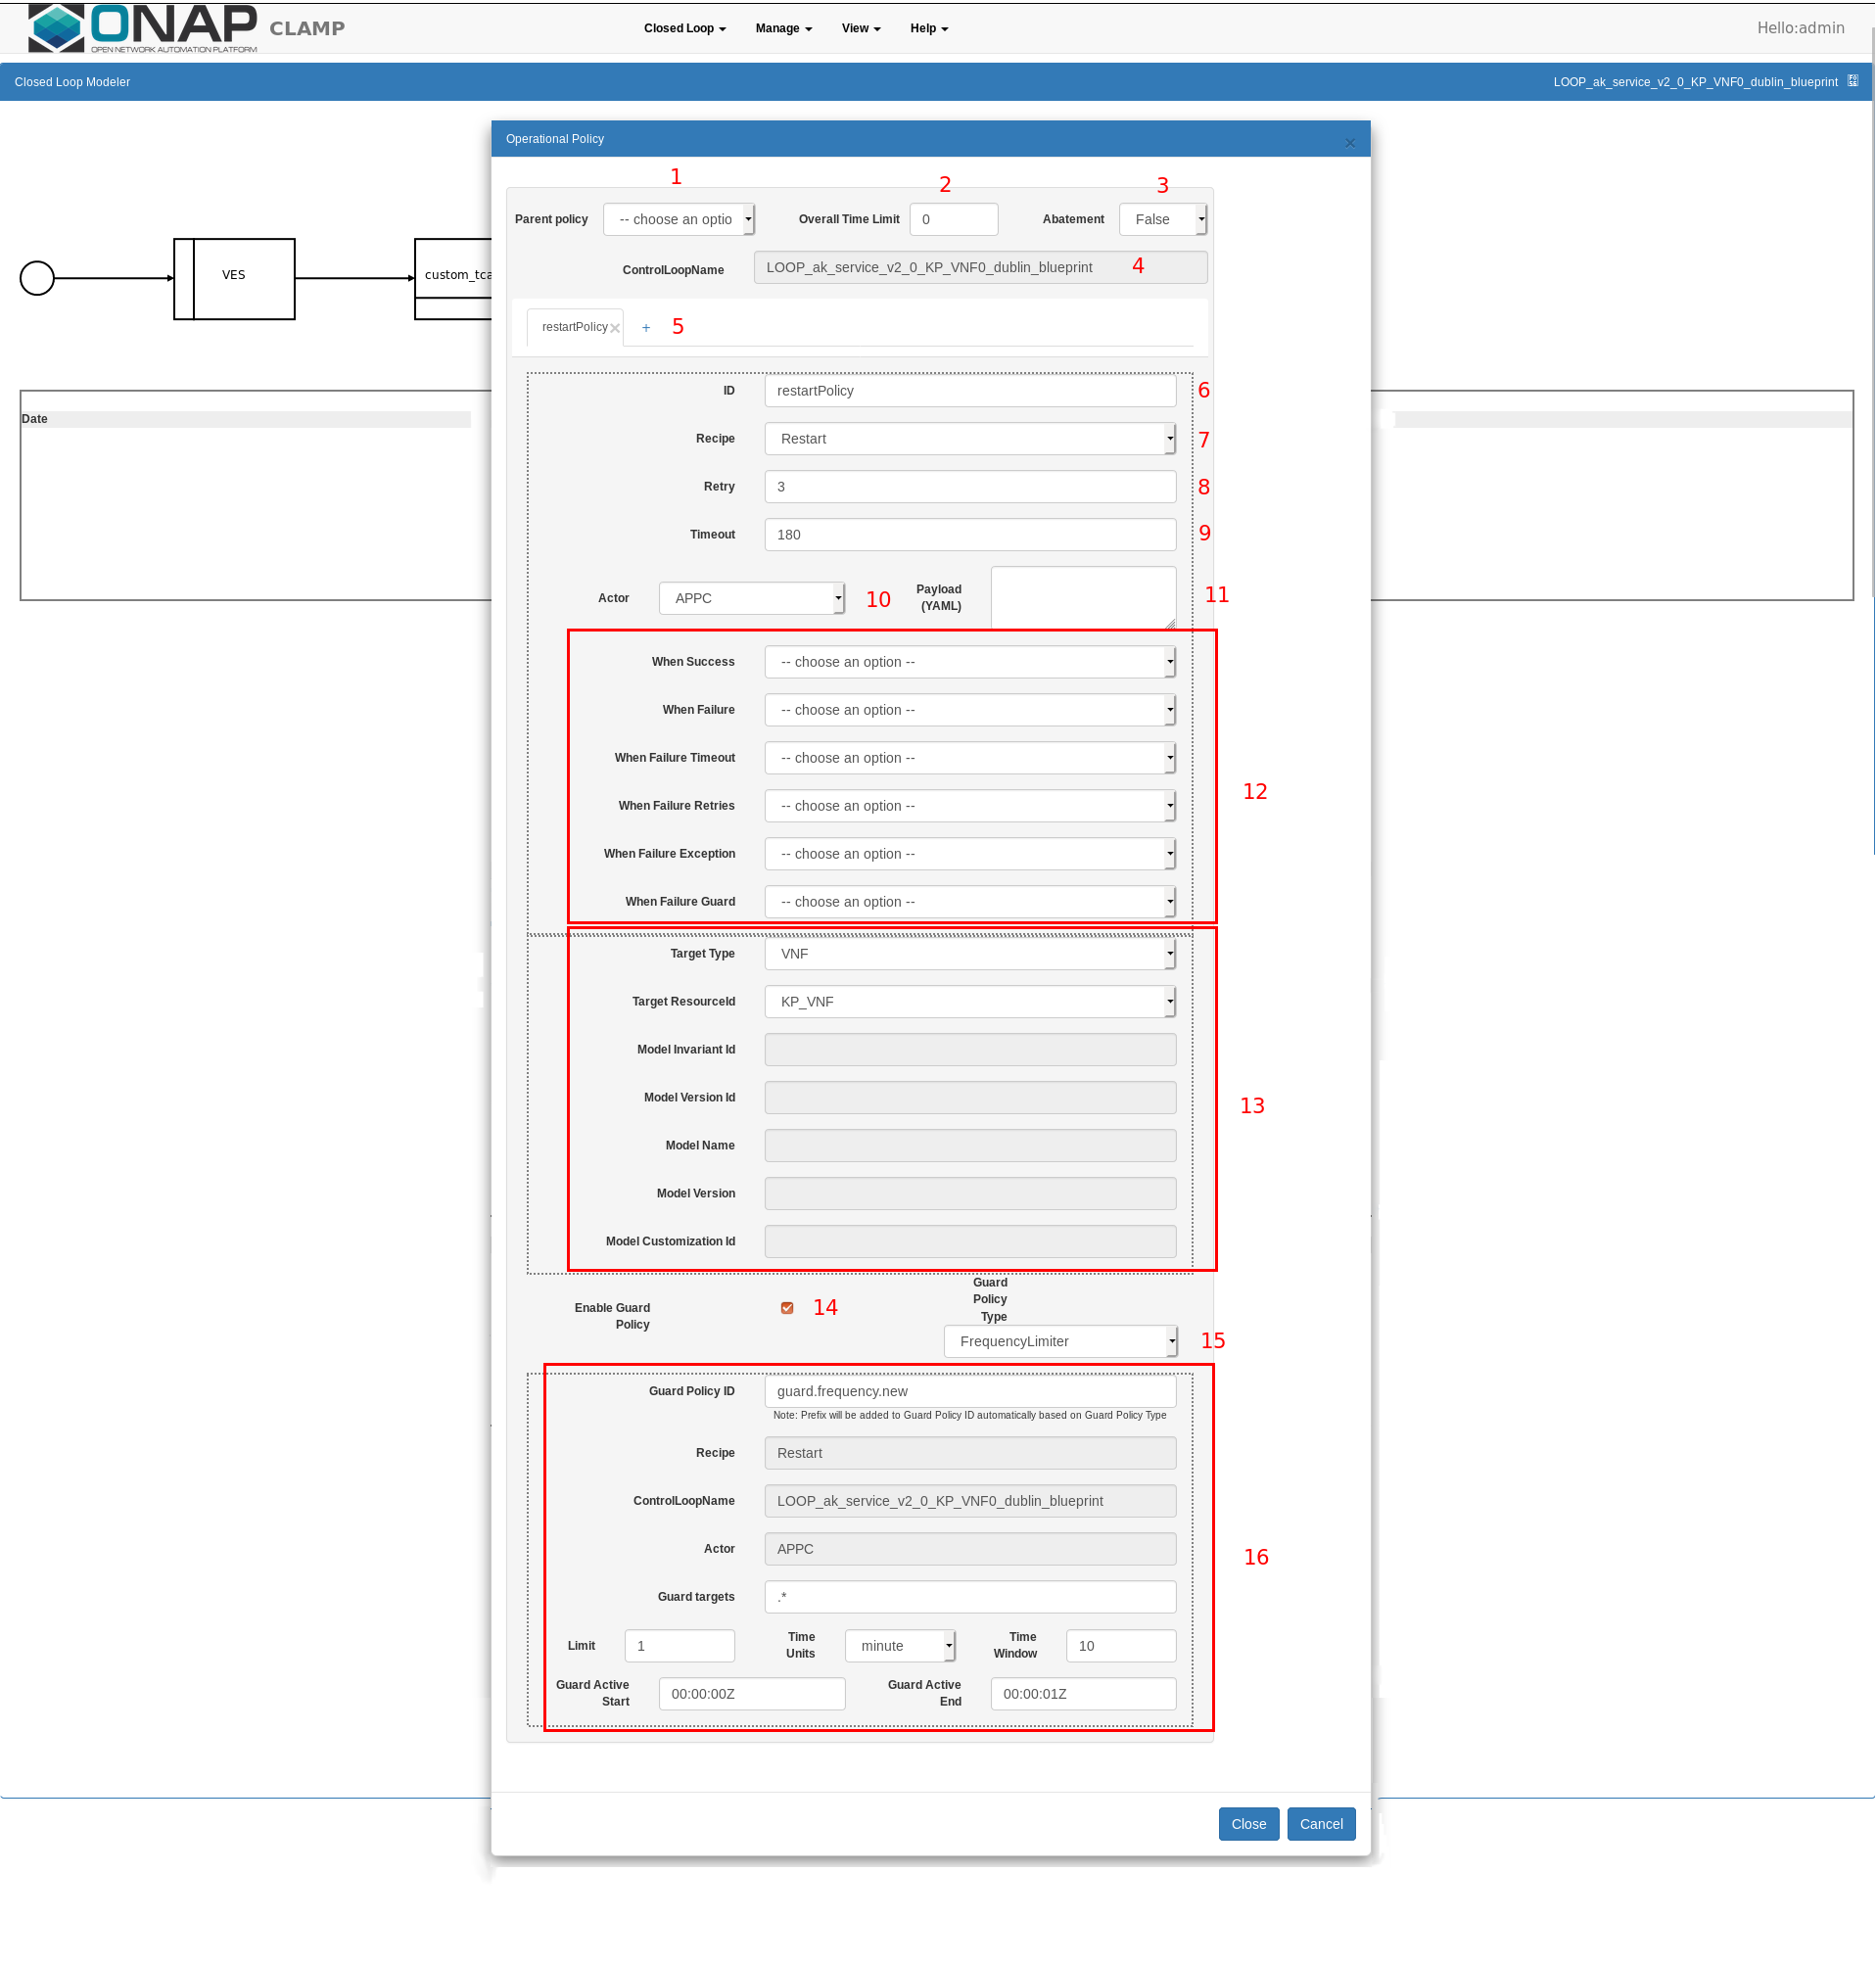 ONAP CLAMP Closed Loop Manage View Help Hello:admin
OPEN NETWORK AUTOMATION PLATFORM
Closed Loop Modeler LOOP_ak_service_v2_0_KP_VNF0_dublin_blueprint
Operational Policy ×
1 2 3
Parent policy -- choose an optio Overall Time Limit 0 Abatement False
ControlLoopName LOOP_ak_service_v2_0_KP_VNF0_dublin_blueprint 4
VES custom_tca
restartPolicy × + 5
ID restartPolicy 6
Date
Recipe Restart 7
Retry 3 8
Timeout 180 9
Actor APPC 10 Payload (YAML) 11
When Success -- choose an option --
When Failure -- choose an option --
When Failure Timeout -- choose an option --
12
When Failure Retries -- choose an option --
When Failure Exception -- choose an option --
When Failure Guard -- choose an option --
Target Type VNF
Target ResourceId KP_VNF
Model Invariant Id
Model Version Id
13
Model Name
Model Version
Model Customization Id
Enable Guard Policy 14 Guard Policy Type
FrequencyLimiter 15
Guard Policy ID guard.frequency.new
Note: Prefix will be added to Guard Policy ID automatically based on Guard Policy Type
Recipe Restart
ControlLoopName LOOP_ak_service_v2_0_KP_VNF0_dublin_blueprint
Actor APPC 16
Guard targets .*
Limit 1 Time Units minute Time Window 10
Guard Active Start 00:00:00Z Guard Active End 00:00:01Z
Close Cancel